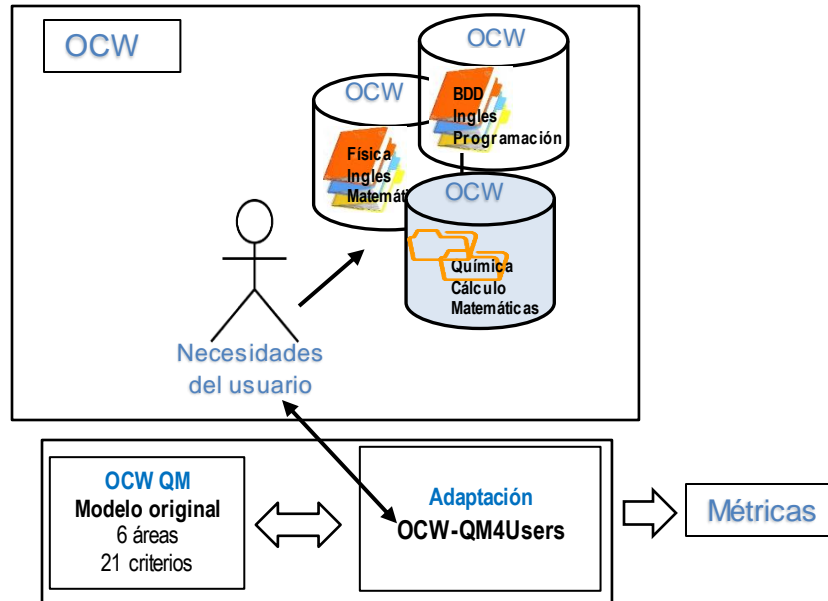 OCW
OCW
BDD
Ingles
Programación
OCW
Física
Ingles
Matemáti
OCW
Química
Cálculo
Matemáticas
Necesidades
del usuario
OCW QM
Modelo original
6 áreas
21 criterios
Adaptación
OCW-QM4Users
Métricas